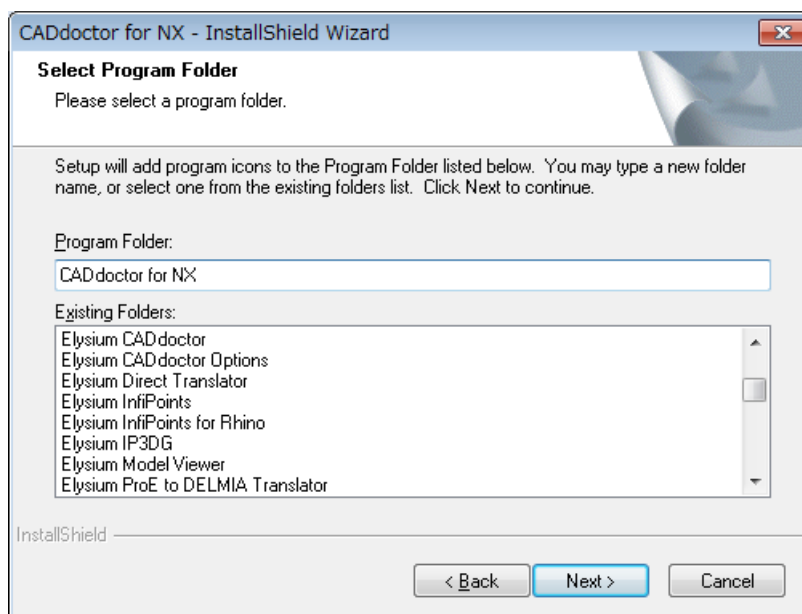 CADdoctor for NX - InstallShield Wizard
Select Program Folder
Please select a program folder.
Setup will add program icons to the Program Folder listed below.  You may type a new folder
name, or select one from the existing folders list.  Click Next to continue.
Program Folder:
CADdoctor for NX
Existing Folders:
Elysium CADdoctor
Elysium CADdoctor Options
Elysium Direct Translator
Elysium InfiPoints
Elysium InfiPoints for Rhino
Elysium IP3DG
Elysium Model Viewer
Elysium ProE to DELMIA Translator
InstallShield
< Back Next > Cancel